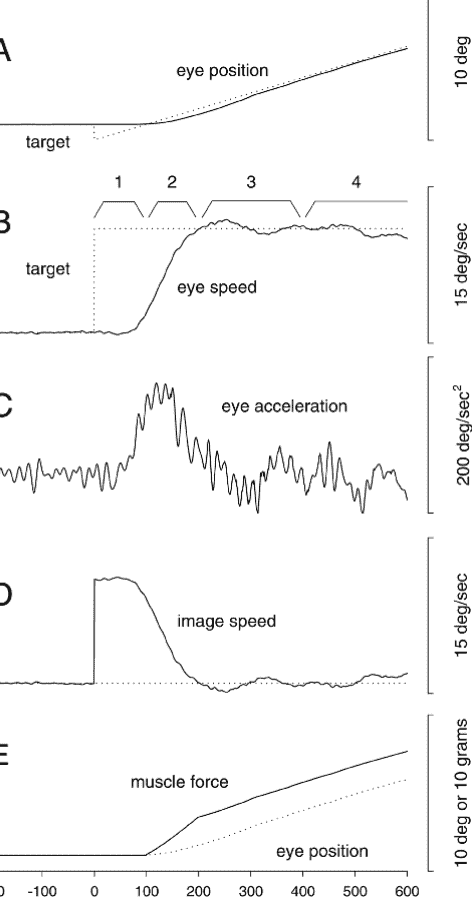 A
eye position
target
10 deg
1 2 3 4
B
target
eye speed
15 deg/sec
C
eye acceleration
200 deg/sec²
D
image speed
15 deg/sec
E
muscle force
eye position
10 deg or 10 grams
0 -100 0 100 200 300 400 500 600